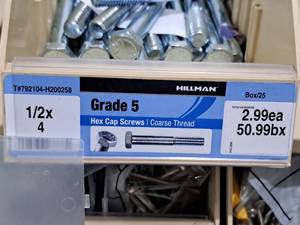 T#792104-H200258
HILLMAN
Box/25
1/2x
4
Grade 5
Hex Cap Screws | Coarse Thread
2.99ea
50.99bx